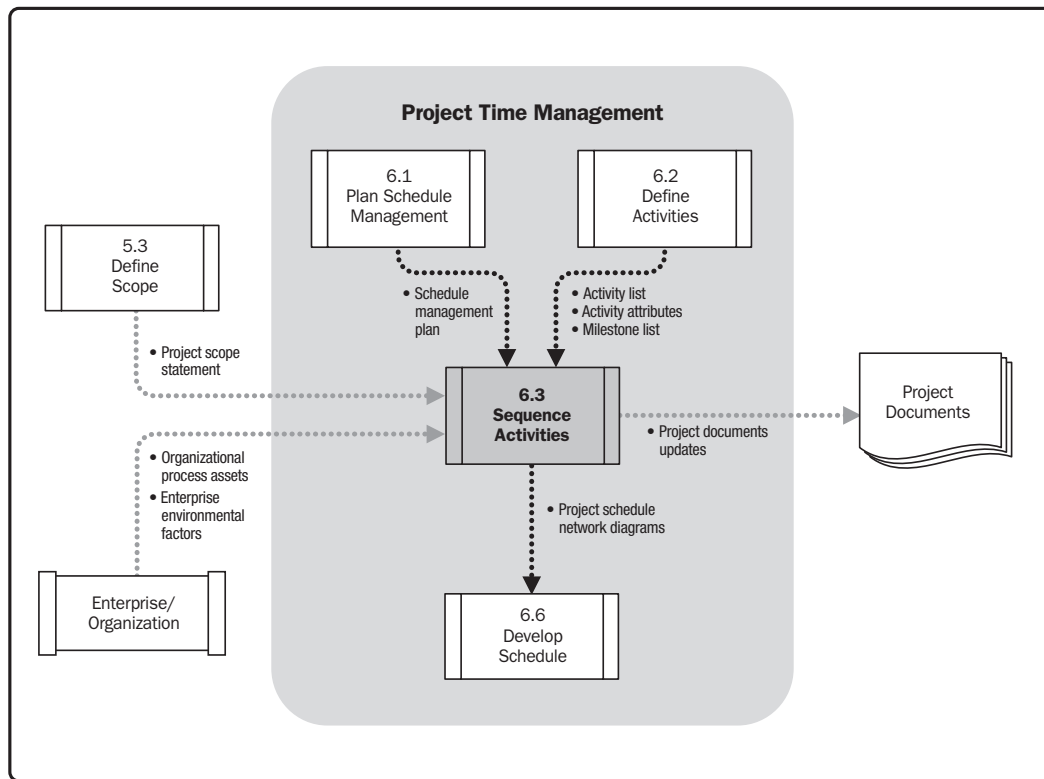 Project Time Management
6.1
Plan Schedule
Management
6.2
Define
Activities
5.3
Define
Scope
• Schedule
management
plan
• Activity list
• Activity attributes
• Milestone list
• Project scope
statement
6.3
Sequence
Activities
Project
Documents
• Project documents
updates
• Organizational
process assets
• Enterprise
environmental
factors
• Project schedule
network diagrams
Enterprise/
Organization
6.6
Develop
Schedule